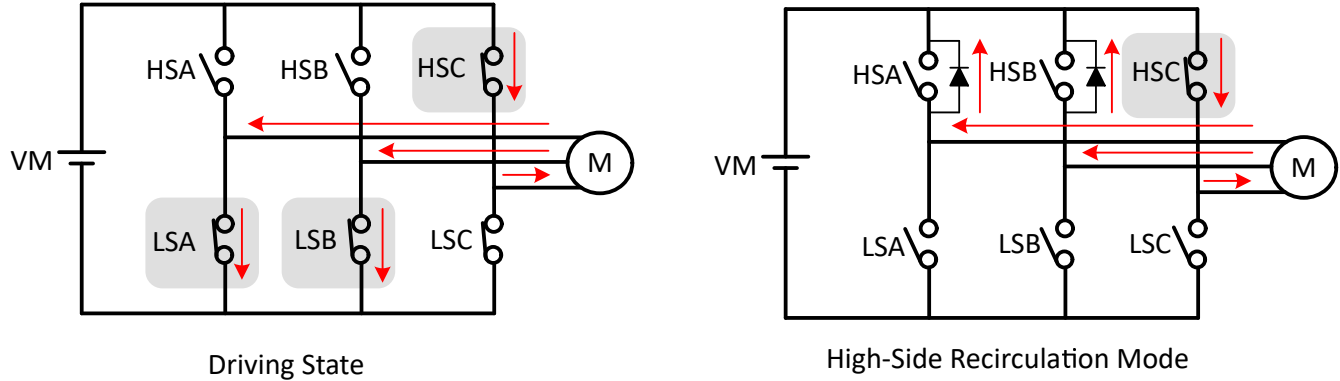 HSA
HSB
HSC
VM
M
LSA
LSB
LSC
Driving State
HSA
HSB
HSC
VM
M
LSA
LSB
LSC
High-Side Recirculation Mode